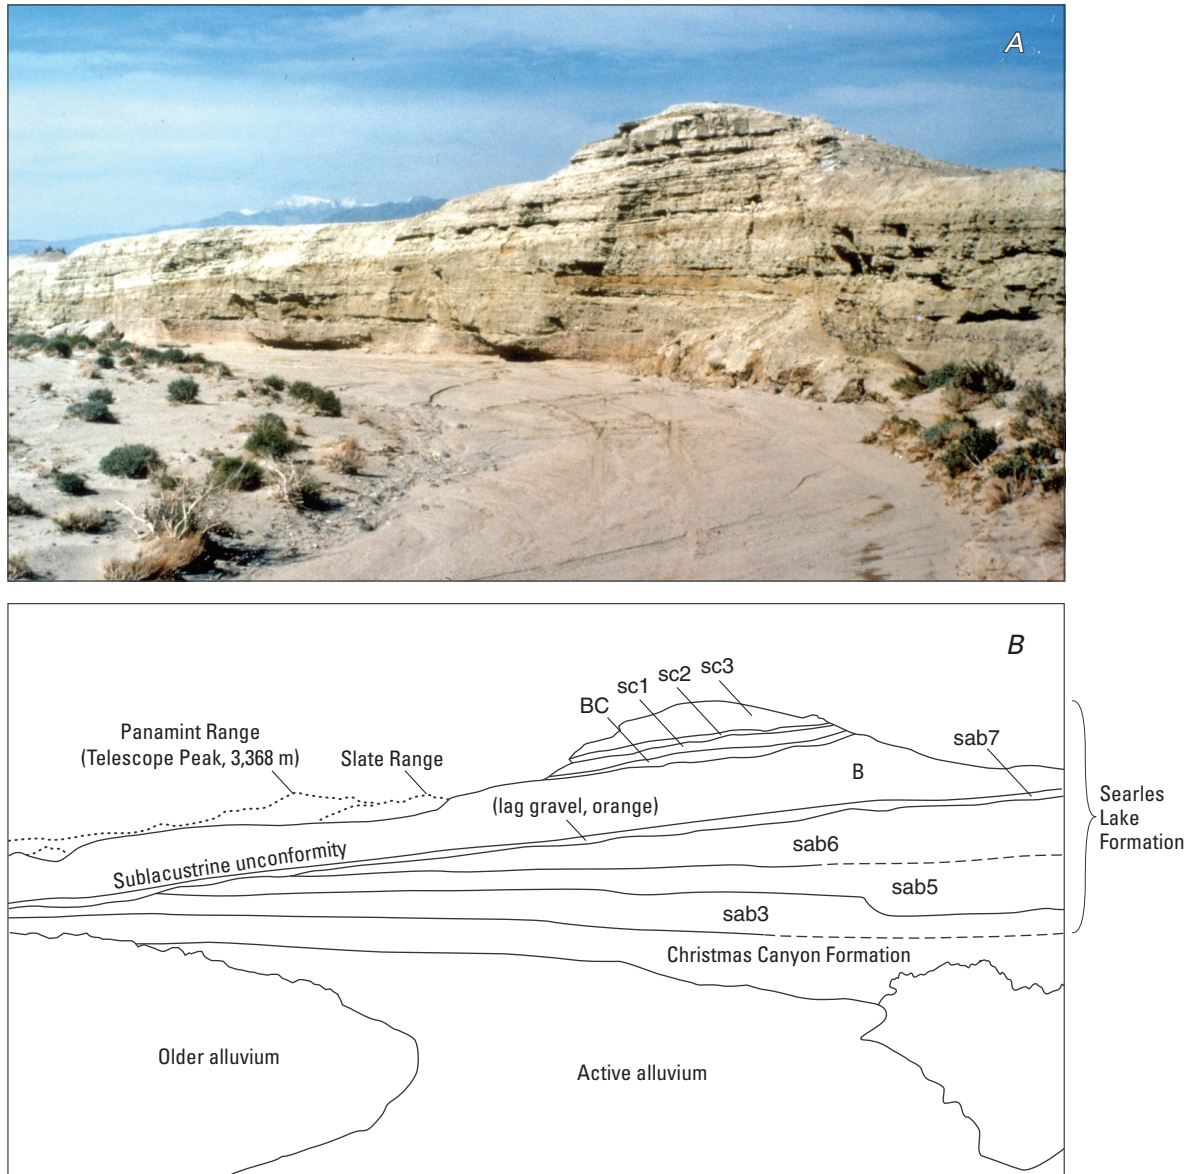 A
B
sc3
sc2
sc1
BC
Panamint Range
(Telescope Peak, 3,368 m)
Slate Range
sab7
B
(lag gravel, orange)
Searles
Lake
Formation
sab6
Sublacustrine unconformity
sab5
sab3
Christmas Canyon Formation
Older alluvium
Active alluvium